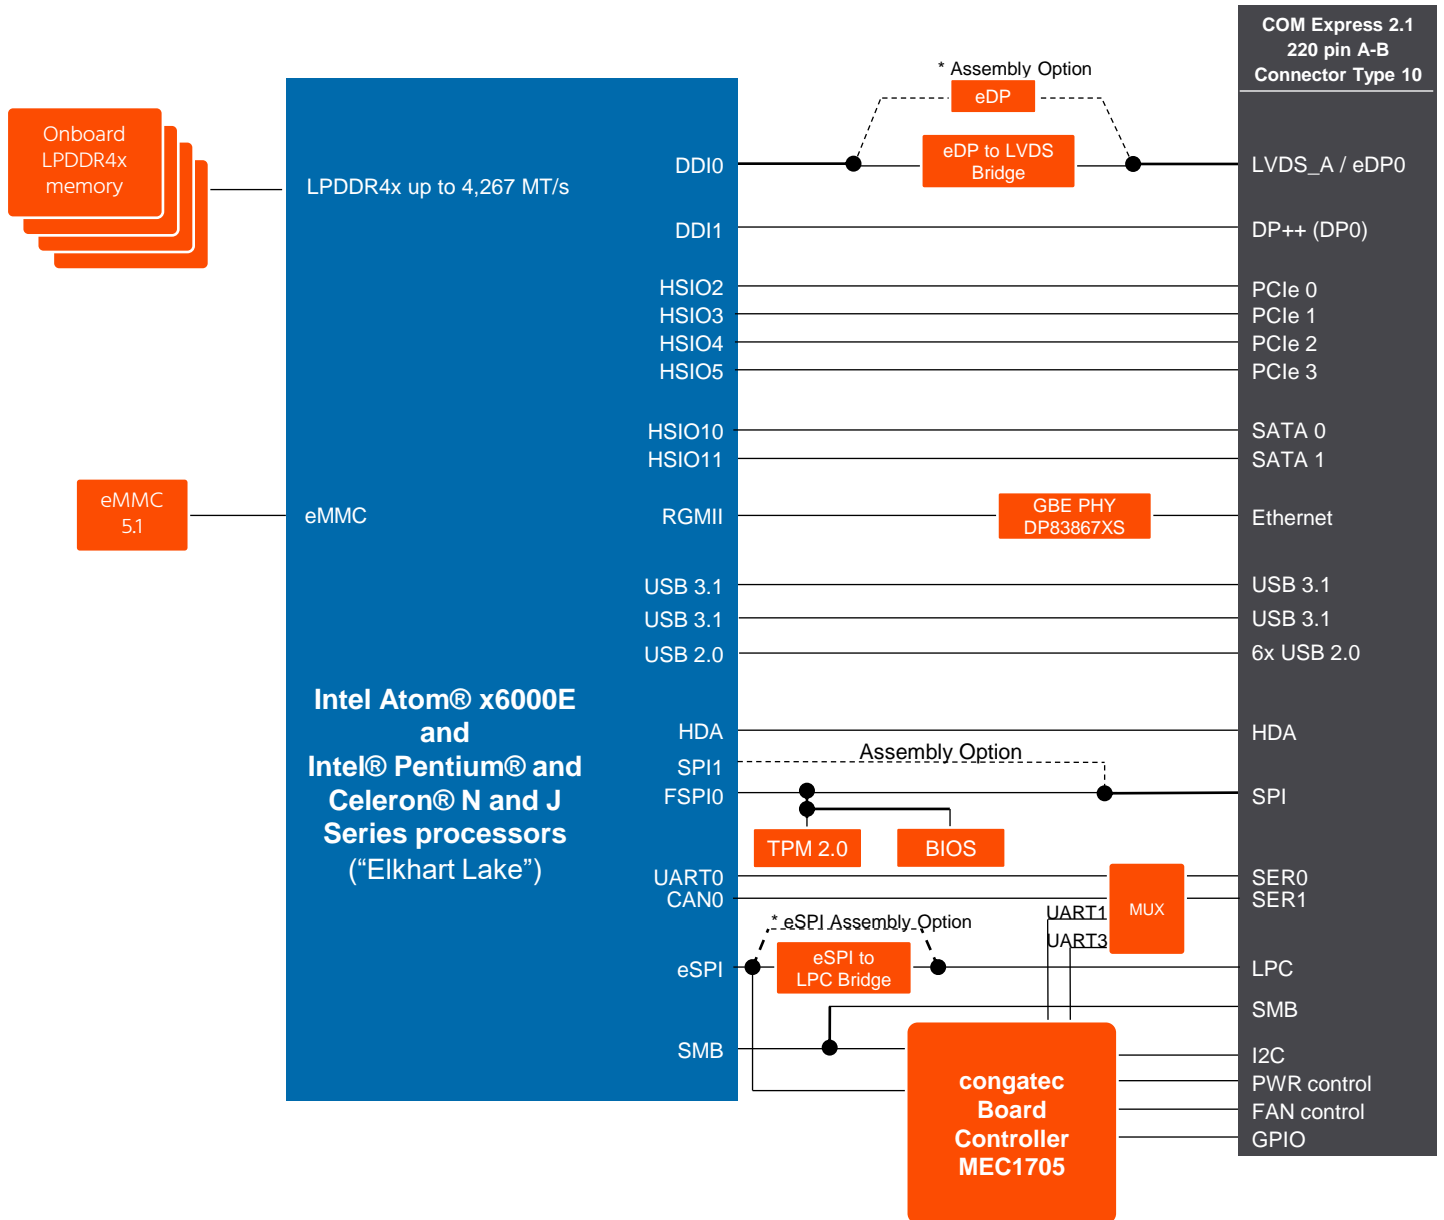 COM Express 2.1
220 pin A-B
Connector Type 10
* Assembly Option
eDP
Onboard
LPDDR4x
memory
LPDDR4x up to 4,267 MT/s
DDI0
eDP to LVDS
Bridge
LVDS_A / eDP0
DDI1
DP++ (DP0)
HSIO2
PCIe 0
HSIO3
PCIe 1
HSIO4
PCIe 2
HSIO5
PCIe 3
HSIO10
SATA 0
HSIO11
SATA 1
eMMC
5.1
eMMC
RGMII
GBE PHY
DP83867XS
Ethernet
USB 3.1
USB 3.1
USB 3.1
USB 3.1
USB 2.0
6x USB 2.0
Intel Atom® x6000E
and
Intel® Pentium® and
Celeron® N and J
Series processors
(“Elkhart Lake”)
HDA
HDA
Assembly Option
SPI1
FSPI0
SPI
TPM 2.0
BIOS
UART0
SER0
CAN0
SER1
UART1
UART3
MUX
* eSPI Assembly Option
eSPI
eSPI to
LPC Bridge
LPC
SMB
SMB
I2C
PWR control
FAN control
GPIO
congatec
Board
Controller
MEC1705